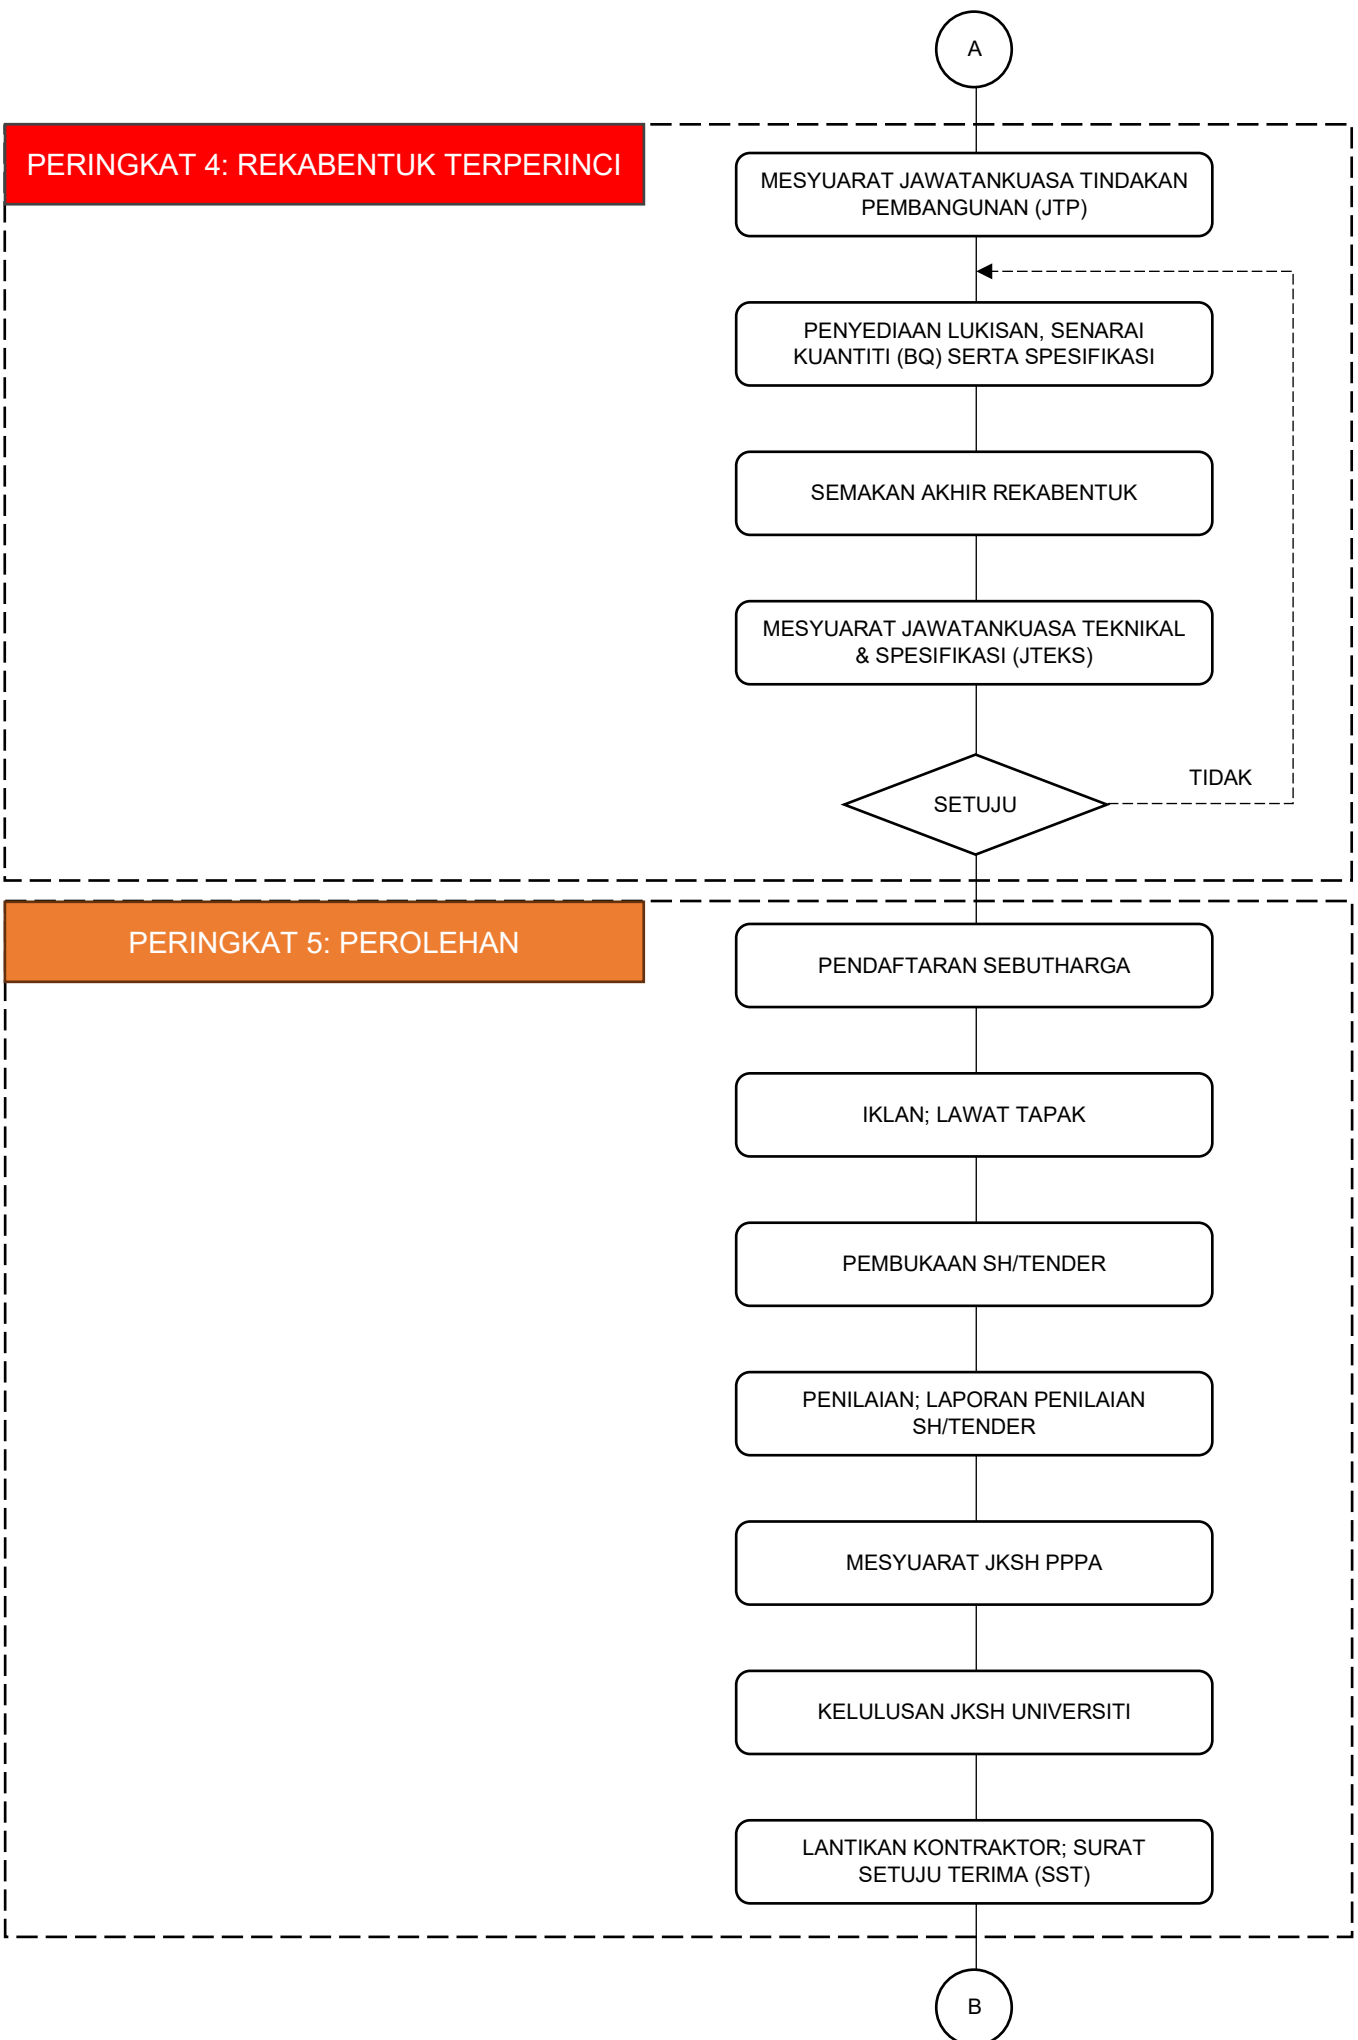 A
PERINGKAT 4: REKABENTUK TERPERINCI
MESYUARAT JAWATANKUASA TINDAKAN
PEMBANGUNAN (JTP)
PENYEDIAAN LUKISAN, SENARAI
KUANTITI (BQ) SERTA SPESIFIKASI
SEMAKAN AKHIR REKABENTUK
MESYUARAT JAWATANKUASA TEKNIKAL
& SPESIFIKASI (JTEKS)
TIDAK
SETUJU
PERINGKAT 5: PEROLEHAN
PENDAFTARAN SEBUTHARGA
IKLAN; LAWAT TAPAK
PEMBUKAAN SH/TENDER
PENILAIAN; LAPORAN PENILAIAN
SH/TENDER
MESYUARAT JKSH PPPA
KELULUSAN JKSH UNIVERSITI
LANTIKAN KONTRAKTOR; SURAT
SETUJU TERIMA (SST)
B